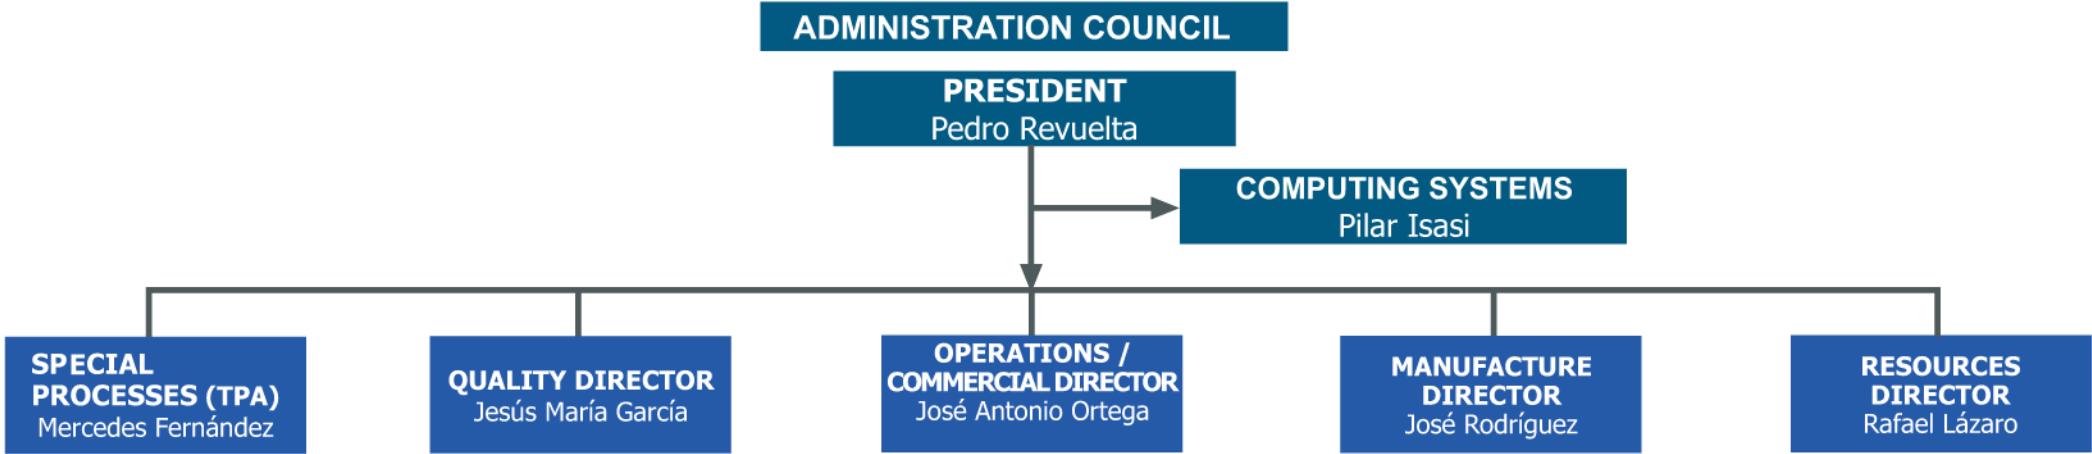 ADMINISTRATION COUNCIL
PRESIDENT
Pedro Revuelta
COMPUTING SYSTEMS
Pilar Isasi
SPECIAL
PROCESSES (TPA)
Mercedes Fernández
QUALITY DIRECTOR
Jesús María García
OPERATIONS /
COMMERCIAL DIRECTOR
José Antonio Ortega
MANUFACTURE
DIRECTOR
José Rodríguez
RESOURCES
DIRECTOR
Rafael Lázaro